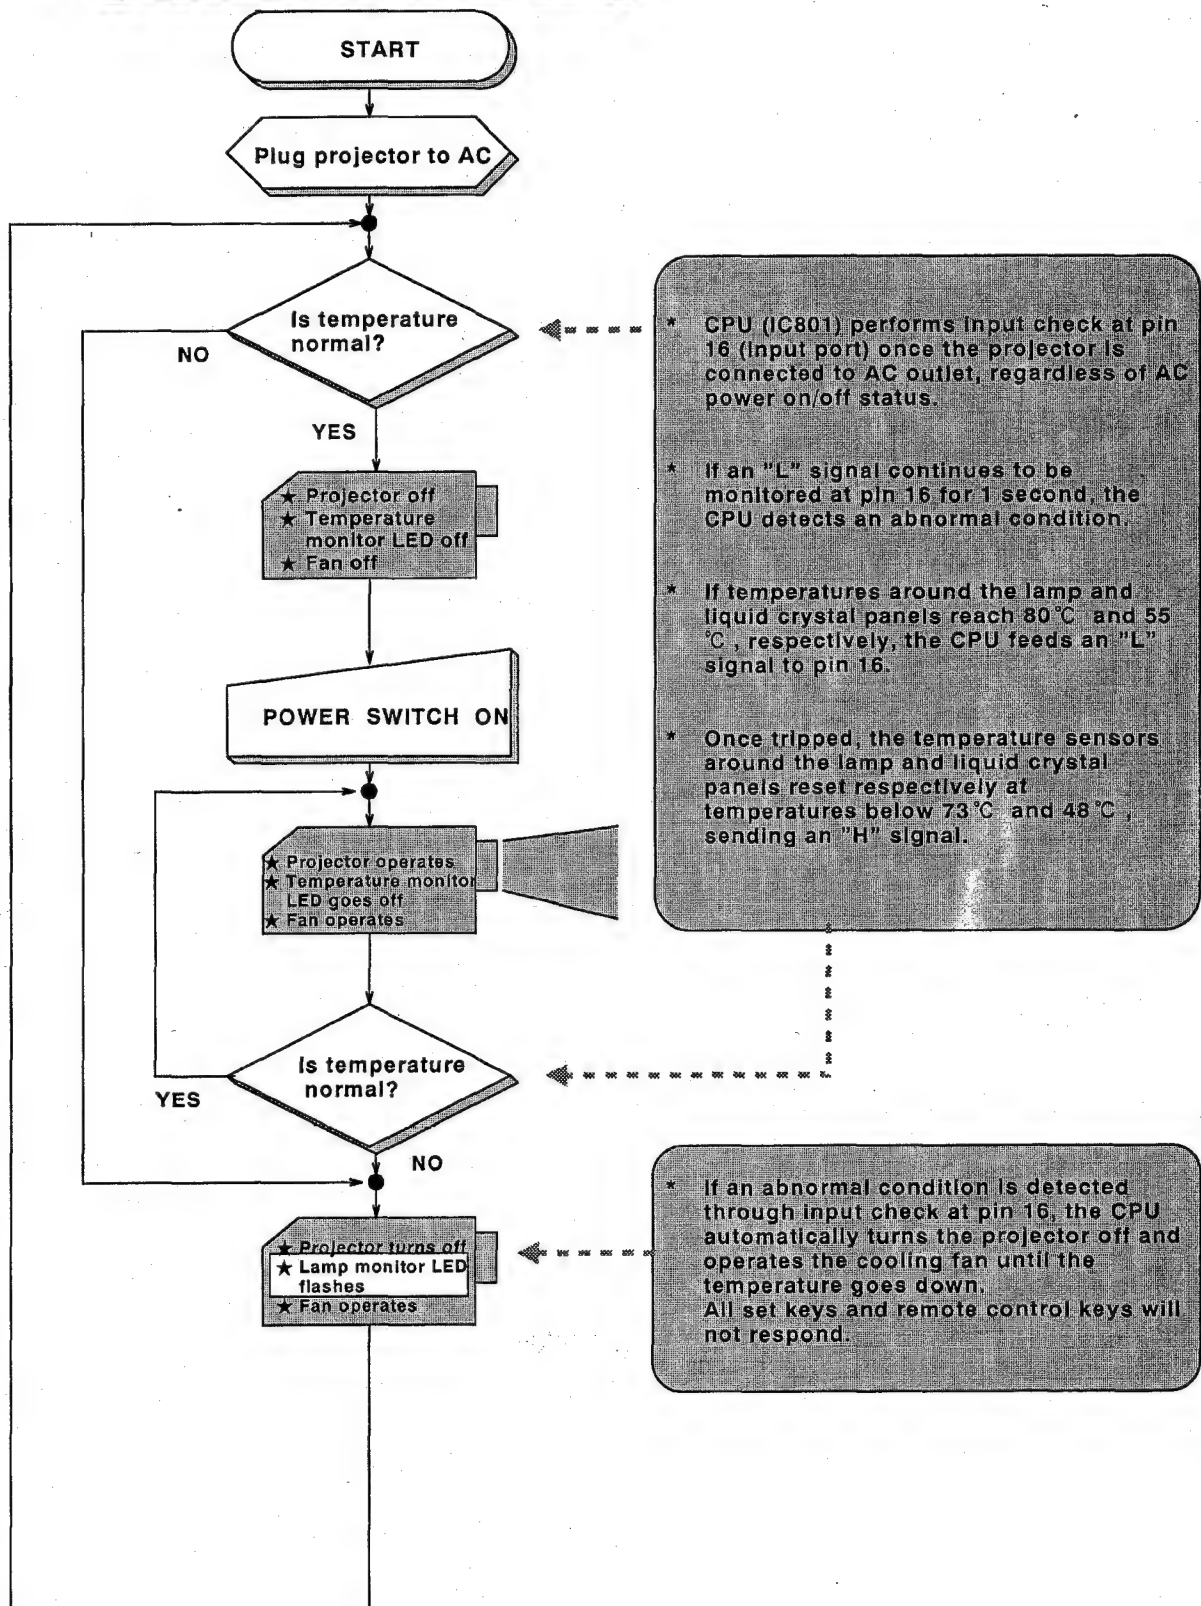 START
Plug projector to AC
Is temperature
normal?
NO
YES
★ Projector off
★ Temperature
monitor LED off
★ Fan off
POWER SWITCH ON
★ Projector operates
★ Temperature monitor
LED goes off
★ Fan operates
Is temperature
normal?
YES
NO
★ Projector turns off
★ Lamp monitor LED
flashes
★ Fan operates
* CPU (IC801) performs input check at pin
16 (input port) once the projector is
connected to AC outlet, regardless of AC
power on/off status.
* If an "L" signal continues to be
monitored at pin 16 for 1 second, the
CPU detects an abnormal condition.
* If temperatures around the lamp and
liquid crystal panels reach 80℃ and 55
℃, respectively, the CPU feeds an "L"
signal to pin 16.
* Once tripped, the temperature sensors
around the lamp and liquid crystal
panels reset respectively at
temperatures below 73℃ and 48℃,
sending an "H" signal.
* If an abnormal condition is detected
through input check at pin 16, the CPU
automatically turns the projector off and
operates the cooling fan until the
temperature goes down.
All set keys and remote control keys will
not respond.